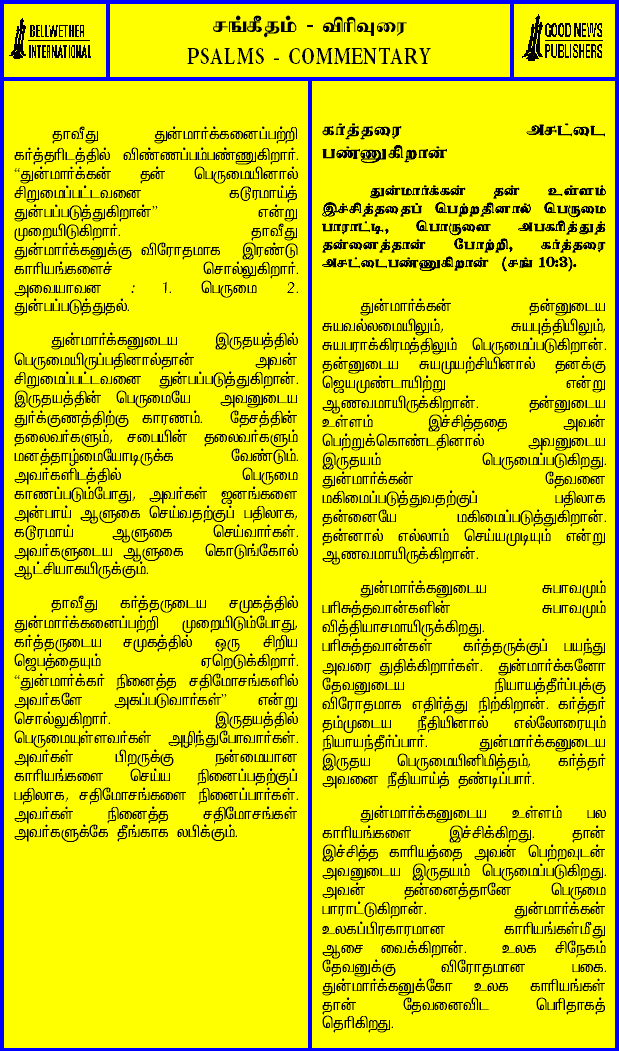 BELLWETHER
INTERNATIONAL
சங்கீதம் - விரிவுரை
PSALMS - COMMENTARY
GOOD NEWS
PUBLISHERS
தாவீது துன்மார்க்கனைப்பற்றி
கர்த்தரிடத்தில் விண்ணப்பம்பண்ணுகிறார்.
“துன்மார்க்கன் தன் பெருமையினால்
சிறுமைப்பட்டவனை கடூரமாய்த்
துன்பப்படுத்துகிறான்” என்று
முறையிடுகிறார். தாவீது
துன்மார்க்கனுக்கு விரோதமாக இரண்டு
காரியங்களைச் சொல்லுகிறார்.
அவையாவன : 1. பெருமை 2.
துன்பப்படுத்துதல்.
துன்மார்க்கனுடைய இருதயத்தில்
பெருமையிருப்பதினால்தான் அவன்
சிறுமைப்பட்டவனை துன்பப்படுத்துகிறான்.
இருதயத்தின் பெருமையே அவனுடைய
துர்க்குணத்திற்கு காரணம். தேசத்தின்
தலைவர்களும், சபையின் தலைவர்களும்
மனத்தாழ்மையோடிருக்க வேண்டும்.
அவர்களிடத்தில் பெருமை
காணப்படும்போது, அவர்கள் ஜனங்களை
அன்பாய் ஆளுகை செய்வதற்குப் பதிலாக,
கடூரமாய் ஆளுகை செய்வார்கள்.
அவர்களுடைய ஆளுகை கொடுங்கோல்
ஆட்சியாகயிருக்கும்.
தாவீது கர்த்தருடைய சமுகத்தில்
துன்மார்க்கனைப்பற்றி முறையிடும்போது,
கர்த்தருடைய சமுகத்தில் ஒரு சிறிய
ஜெபத்தையும் ஏறெடுக்கிறார்.
“துன்மார்க்கர் நினைத்த சதிமோசங்களில்
அவர்களே அகப்படுவார்கள்” என்று
சொல்லுகிறார். இருதயத்தில்
பெருமையுள்ளவர்கள் அழிந்துபோவார்கள்.
அவர்கள் பிறருக்கு நன்மையான
காரியங்களை செய்ய நினைப்பதற்குப்
பதிலாக, சதிமோசங்களை நினைப்பார்கள்.
அவர்கள் நினைத்த சதிமோசங்கள்
அவர்களுக்கே தீங்காக லபிக்கும்.
கர்த்தரை அசட்டை
பண்ணுகிறான்
துன்மார்க்கன் தன் உள்ளம்
இச்சித்ததைப் பெற்றதினால் பெருமை
பாராட்டி, பொருளை அபகரித்துத்
தன்னைத்தான் போற்றி, கர்த்தரை
அசட்டைபண்ணுகிறான் (சங் 10:3).
துன்மார்க்கன் தன்னுடைய
சுயவல்லமையிலும், சுயபுத்தியிலும்,
சுயபராக்கிரமத்திலும் பெருமைப்படுகிறான்.
தன்னுடைய சுயமுயற்சியினால் தனக்கு
ஜெயமுண்டாயிற்று என்று
ஆணவமாயிருக்கிறான். தன்னுடைய
உள்ளம் இச்சித்ததை அவன்
பெற்றுக்கொண்டதினால் அவனுடைய
இருதயம் பெருமைப்படுகிறது.
துன்மார்க்கன் தேவனை
மகிமைப்படுத்துவதற்குப் பதிலாக
தன்னையே மகிமைப்படுத்துகிறான்.
தன்னால் எல்லாம் செய்யமுடியும் என்று
ஆணவமாயிருக்கிறான்.
துன்மார்க்கனுடைய சுபாவமும்
பரிசுத்தவான்களின் சுபாவமும்
வித்தியாசமாயிருக்கிறது.
பரிசுத்தவான்கள் கர்த்தருக்குப் பயந்து
அவரை துதிக்கிறார்கள். துன்மார்க்கனோ
தேவனுடைய நியாயத்தீர்ப்புக்கு
விரோதமாக எதிர்த்து நிற்கிறான். கர்த்தர்
தம்முடைய நீதியினால் எல்லோரையும்
நியாயந்தீர்ப்பார். துன்மார்க்கனுடைய
இருதய பெருமையினிமித்தம், கர்த்தர்
அவனை நீதியாய்த் தண்டிப்பார்.
துன்மார்க்கனுடைய உள்ளம் பல
காரியங்களை இச்சிக்கிறது. தான்
இச்சித்த காரியத்தை அவன் பெற்றவுடன்
அவனுடைய இருதயம் பெருமைப்படுகிறது.
அவன் தன்னைத்தானே பெருமை
பாராட்டுகிறான். துன்மார்க்கன்
உலகப்பிரகாரமான காரியங்கள்மீது
ஆசை வைக்கிறான். உலக சிநேகம்
தேவனுக்கு விரோதமான பகை.
துன்மார்க்கனுக்கோ உலக காரியங்கள்
தான் தேவனைவிட பெரிதாகத்
தெரிகிறது.